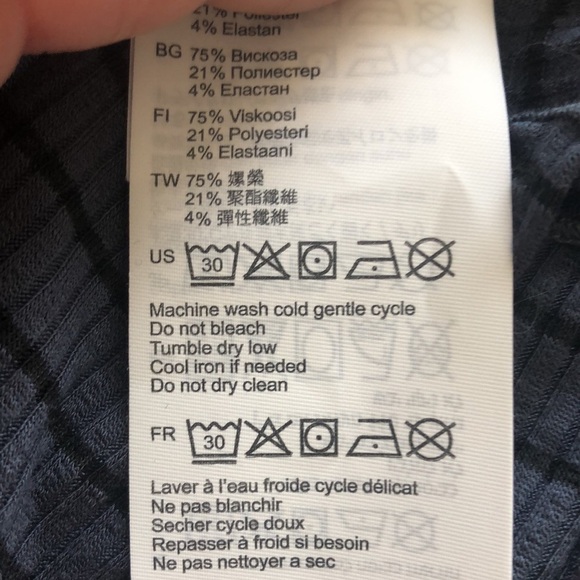 21% Poliester
4% Elastan
BG 75% Вискоза
21% Полиестер
4% Еластан
FI 75% Viskoosi
21% Polyesteri
4% Elastaani
TW 75% 嫘縈
21% 聚酯纖維
4% 彈性纖維
US 30
Machine wash cold gentle cycle
Do not bleach
Tumble dry low
Cool iron if needed
Do not dry clean
FR 30
Laver à l'eau froide cycle délicat
Ne pas blanchir
Secher cycle doux
Repasser à froid si besoin
Ne pas nettoyer a sec